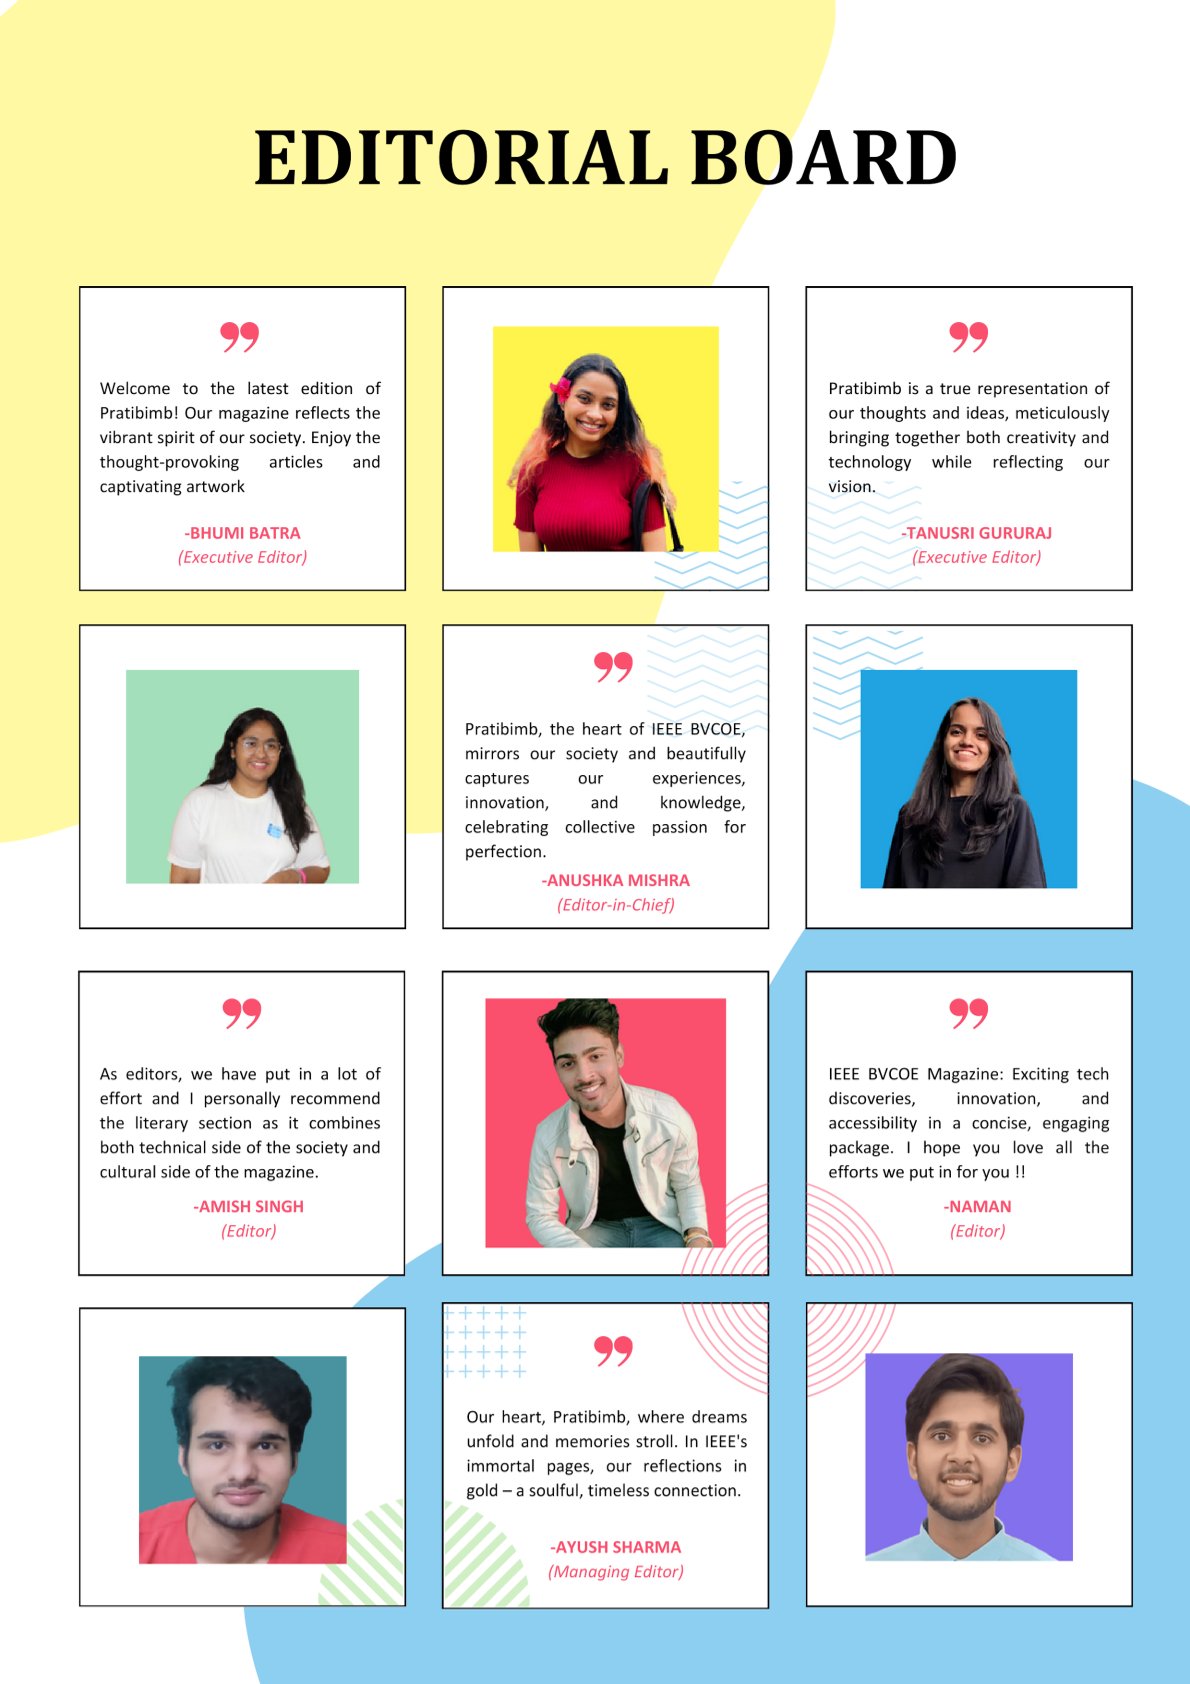 EDITORIAL BOARD
Welcome to the latest edition of
Pratibimb! Our magazine reflects the
vibrant spirit of our society. Enjoy the
thought-provoking articles and
captivating artwork
-BHUMI BATRA
(Executive Editor)
Pratibimb is a true representation of
our thoughts and ideas, meticulously
bringing together both creativity and
technology while reflecting our
vision.
-TANUSRI GURURAJ
(Executive Editor)
Pratibimb, the heart of IEEE BVCOE,
mirrors our society and beautifully
captures our experiences,
innovation, and knowledge,
celebrating collective passion for
perfection.
-ANUSHKA MISHRA
(Editor-in-Chief)
As editors, we have put in a lot of
effort and I personally recommend
the literary section as it combines
both technical side of the society and
cultural side of the magazine.
-AMISH SINGH
(Editor)
IEEE BVCOE Magazine: Exciting tech
discoveries, innovation, and
accessibility in a concise, engaging
package. I hope you love all the
efforts we put in for you !!
-NAMAN
(Editor)
Our heart, Pratibimb, where dreams
unfold and memories stroll. In IEEE's
immortal pages, our reflections in
gold – a soulful, timeless connection.
-AYUSH SHARMA
(Managing Editor)